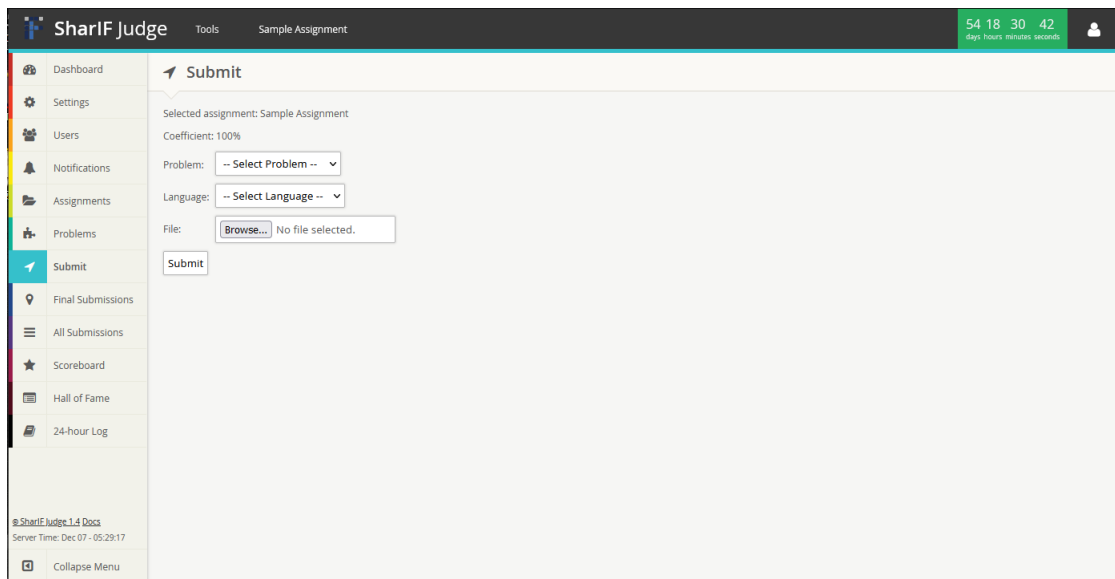 SharIF Judge Tools Sample Assignment 54 18 30 42
days hours minutes seconds
Dashboard
Settings
Users
Notifications
Assignments
Problems
Submit
Final Submissions
All Submissions
Scoreboard
Hall of Fame
24-hour Log
© SharIF Judge 1.4 Docs
Server Time: Dec 07 - 05:29:17
Collapse Menu
Submit
Selected assignment: Sample Assignment
Coefficient: 100%
Problem: -- Select Problem --
Language: -- Select Language --
File: Browse... No file selected.
Submit